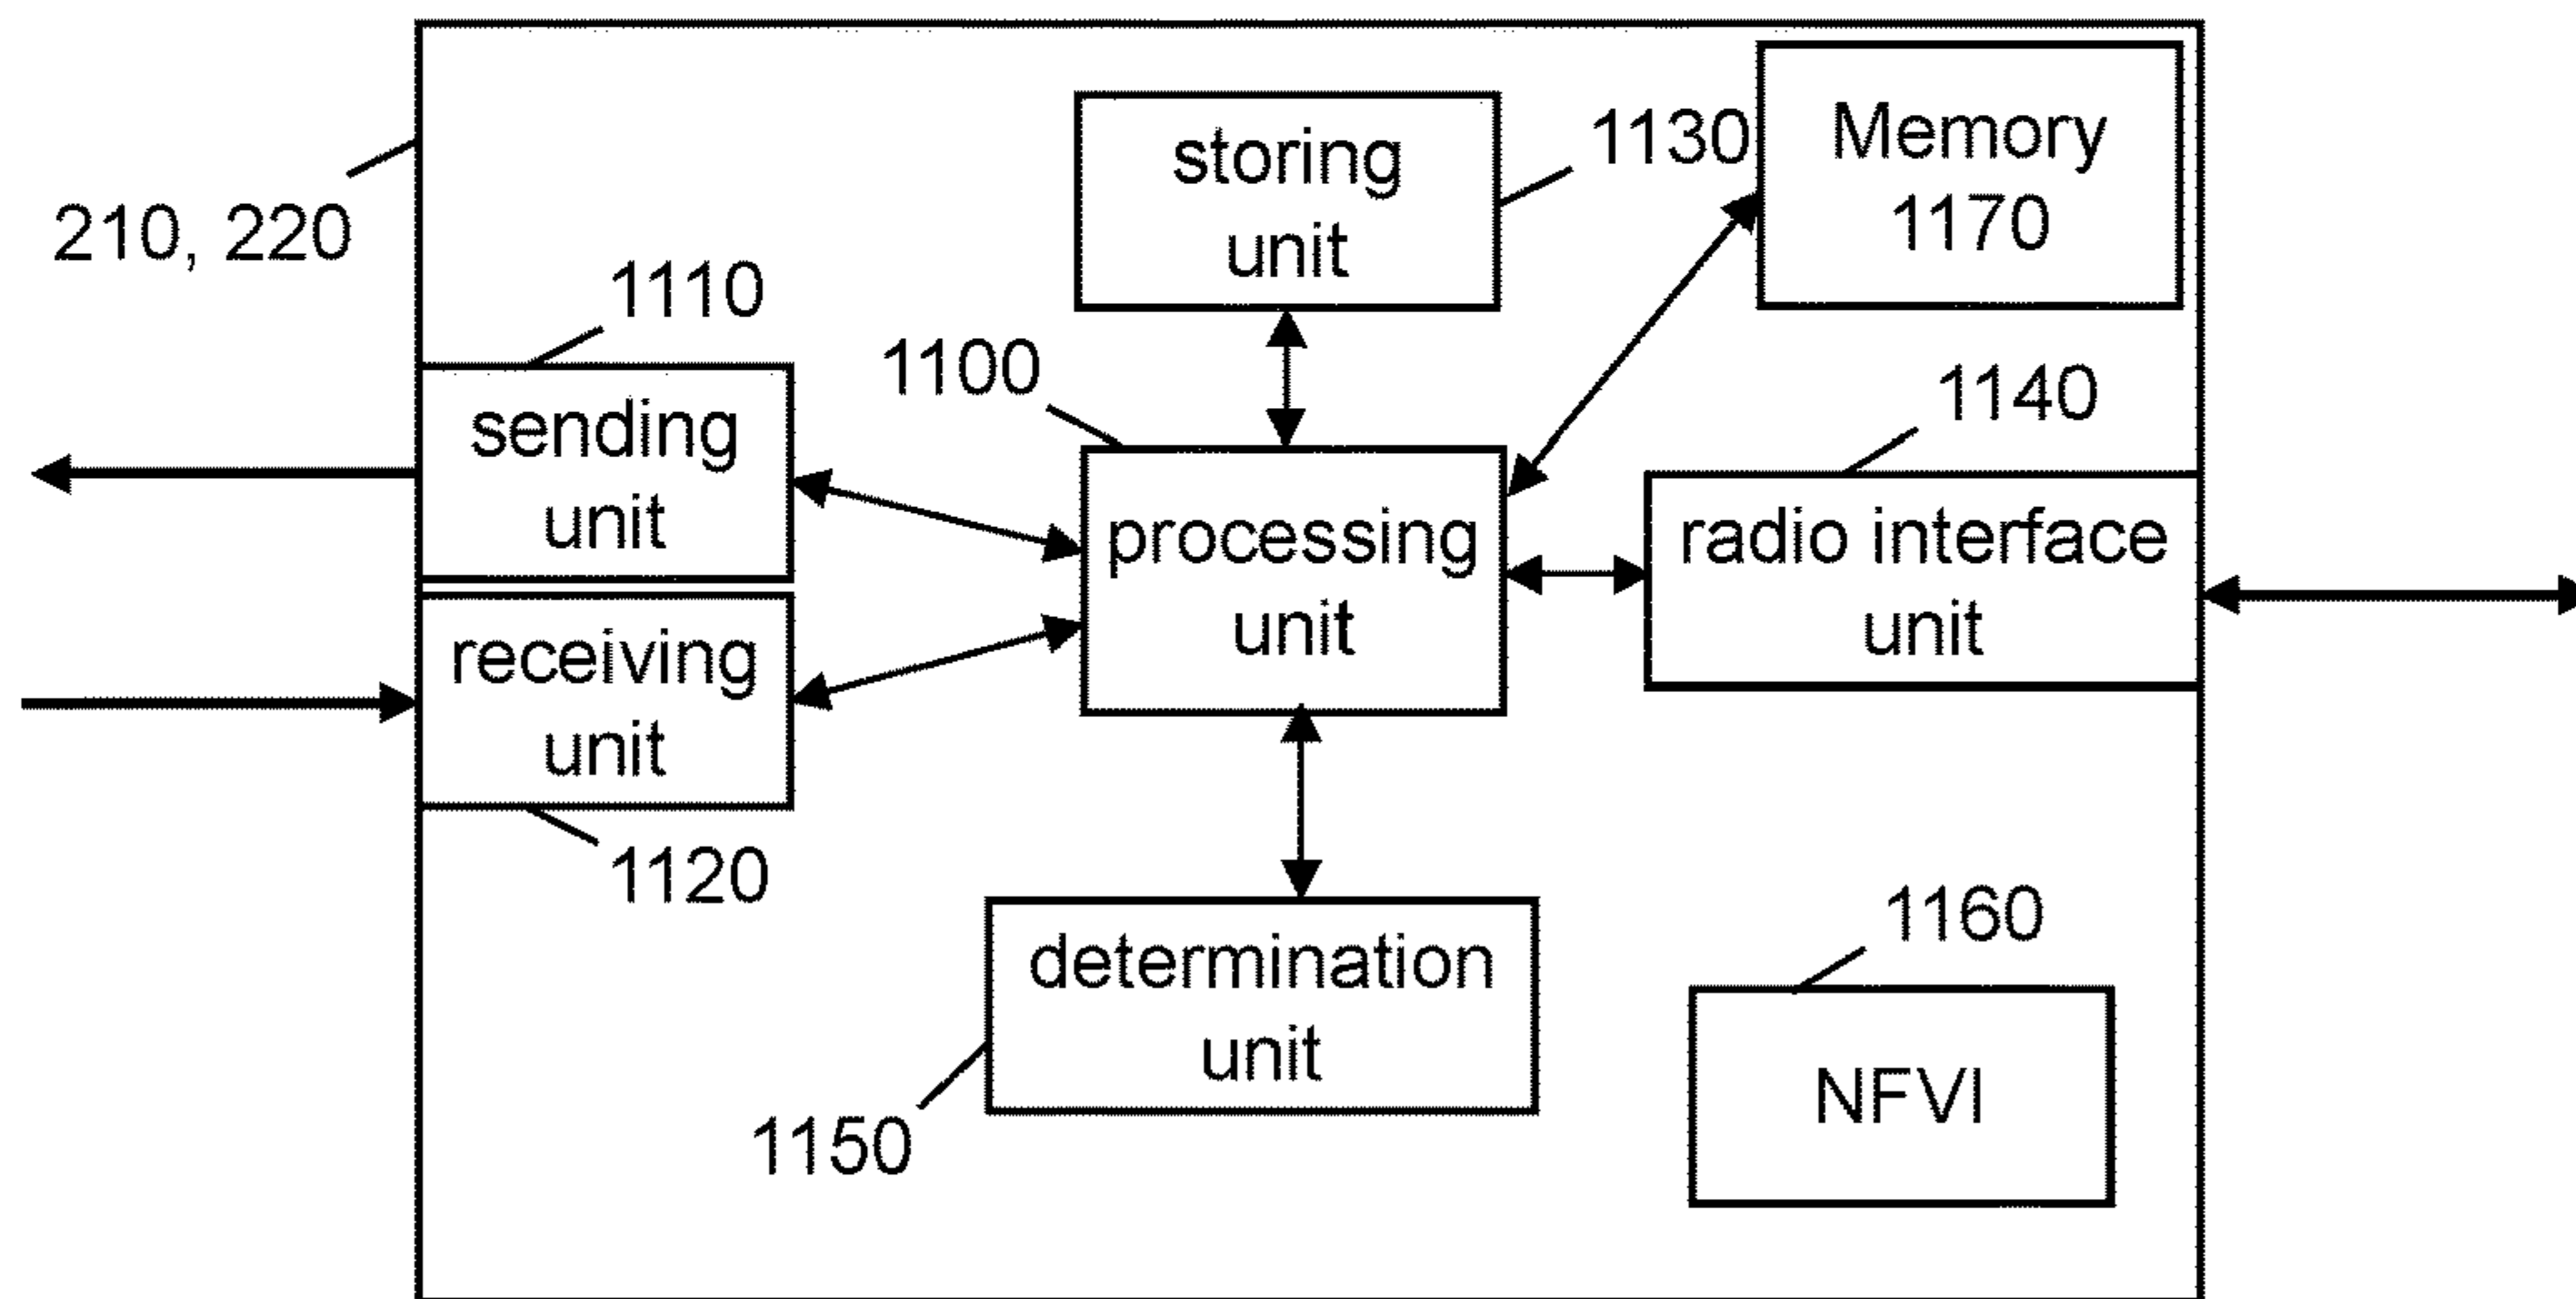 210, 220
storing
unit
1130
Memory
1170
1110
1100
1140
sending
unit
processing
unit
radio interface
unit
receiving
unit
1120
determination
unit
1150
1160
NFVI